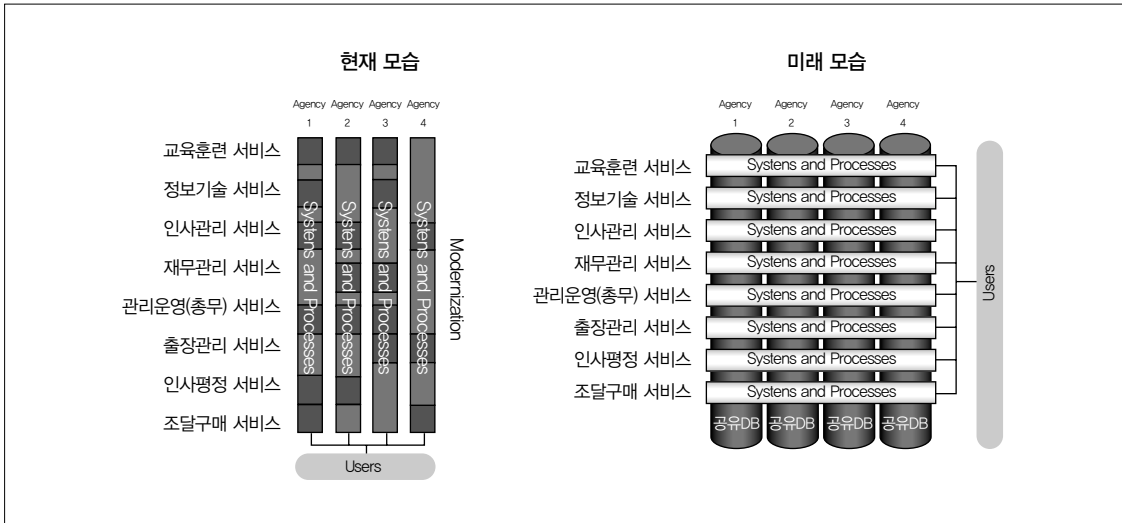 현재 모습
Agency Agency Agency Agency
1 2 3 4
교육훈련 서비스
정보기술 서비스
인사관리 서비스
재무관리 서비스
관리운영(총무) 서비스
출장관리 서비스
인사평정 서비스
조달구매 서비스
Systens and Processes
Systens and Processes
Systens and Processes
Systens and Processes
Modernization
Users
미래 모습
Agency Agency Agency Agency
1 2 3 4
교육훈련 서비스 Systens and Processes
정보기술 서비스 Systens and Processes
인사관리 서비스 Systens and Processes
재무관리 서비스 Systens and Processes
관리운영(총무) 서비스 Systens and Processes
출장관리 서비스 Systens and Processes
인사평정 서비스 Systens and Processes
조달구매 서비스 Systens and Processes
공유DB 공유DB 공유DB 공유DB
Users